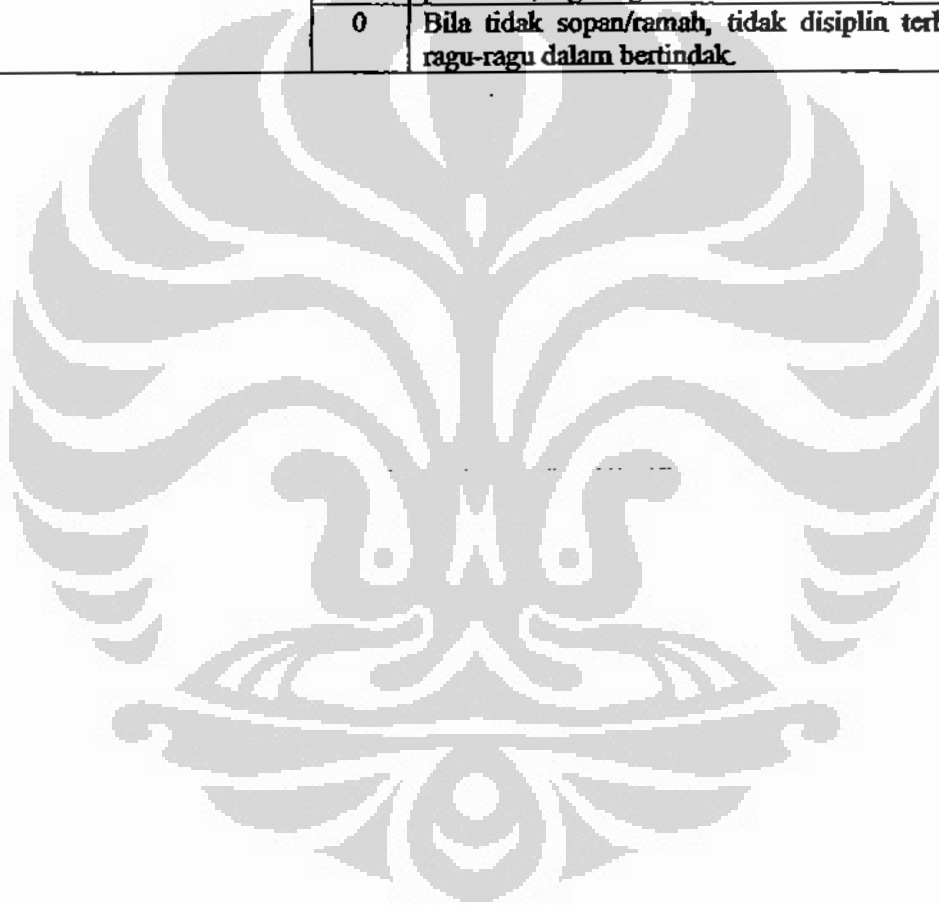 0 Bila tidak sopan/ramah, tidak disiplin
ragu-ragu dalam bertindak.